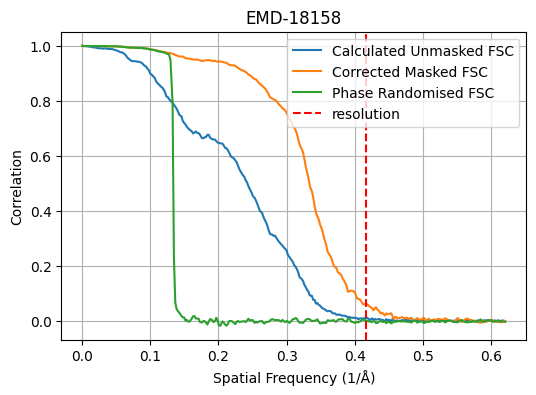 EMD-18158
Calculated Unmasked FSC
Corrected Masked FSC
Phase Randomised FSC
resolution
Correlation
1.0
0.8
0.6
0.4
0.2
0.0
0.0 0.1 0.2 0.3 0.4 0.5 0.6
Spatial Frequency (1/Å)